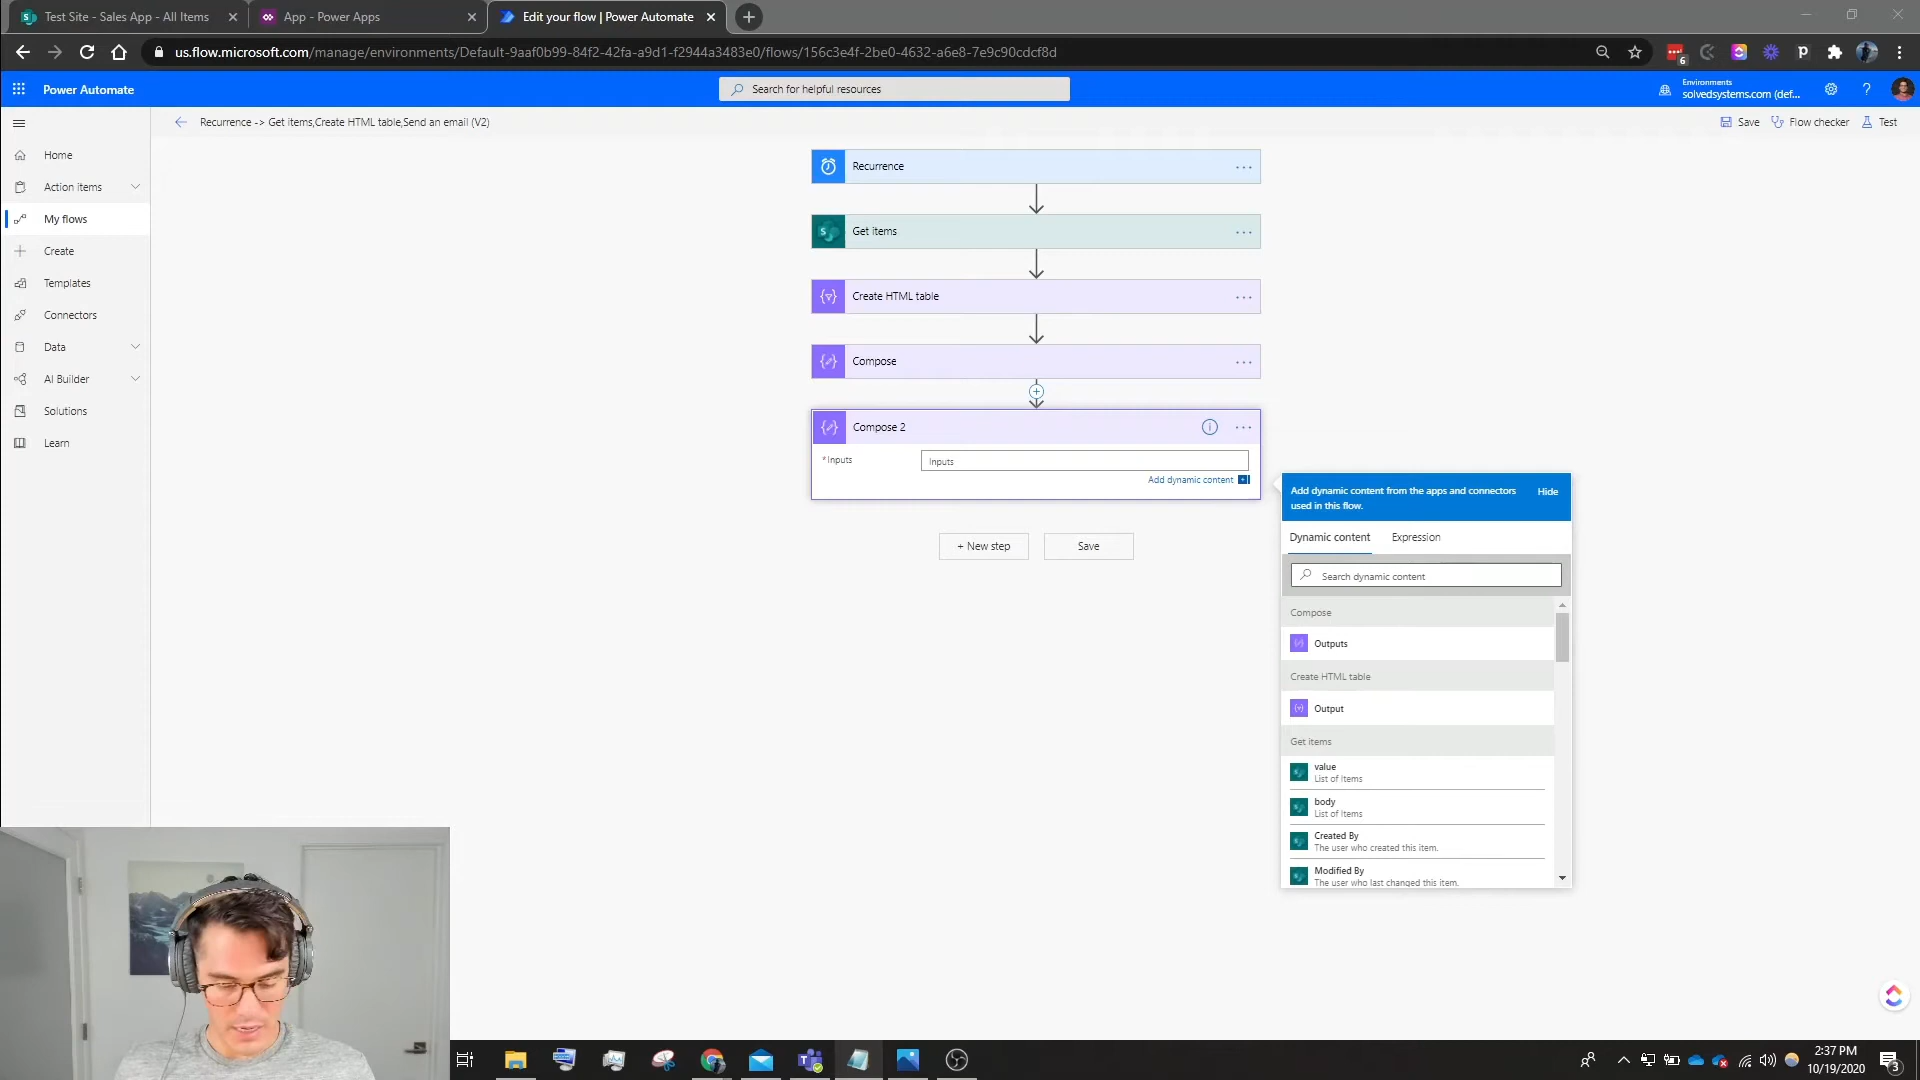 Test Site - Sales App - All Items
App - Power Apps
Edit your flow | Power Automate
us.flow.microsoft.com/manage/environments/Default-9aaf0b99-84f2-42fa-a9d1-f2944a3483e0/flows/156c3e4f-2be0-4632-a6e8-7e9c90cdcf8d
6
Power Automate
Search for helpful resources
Environments
solvedsystems.com (def...
Recurrence -> Get items,Create HTML table,Send an email (V2)
Save
Flow checker
Test
Home
Action items
My flows
Create
Templates
Connectors
Data
AI Builder
Solutions
Learn
Recurrence
Get items
Create HTML table
Compose
Compose 2
* Inputs
Inputs
Add dynamic content
+ New step
Save
Add dynamic content from the apps and connectors
used in this flow.
Hide
Dynamic content
Expression
Search dynamic content
Compose
Outputs
Create HTML table
Output
Get items
value
List of Items
body
List of Items
Created By
The user who created this item.
Modified By
The user who last changed this item.
2:37 PM
10/19/2020
3